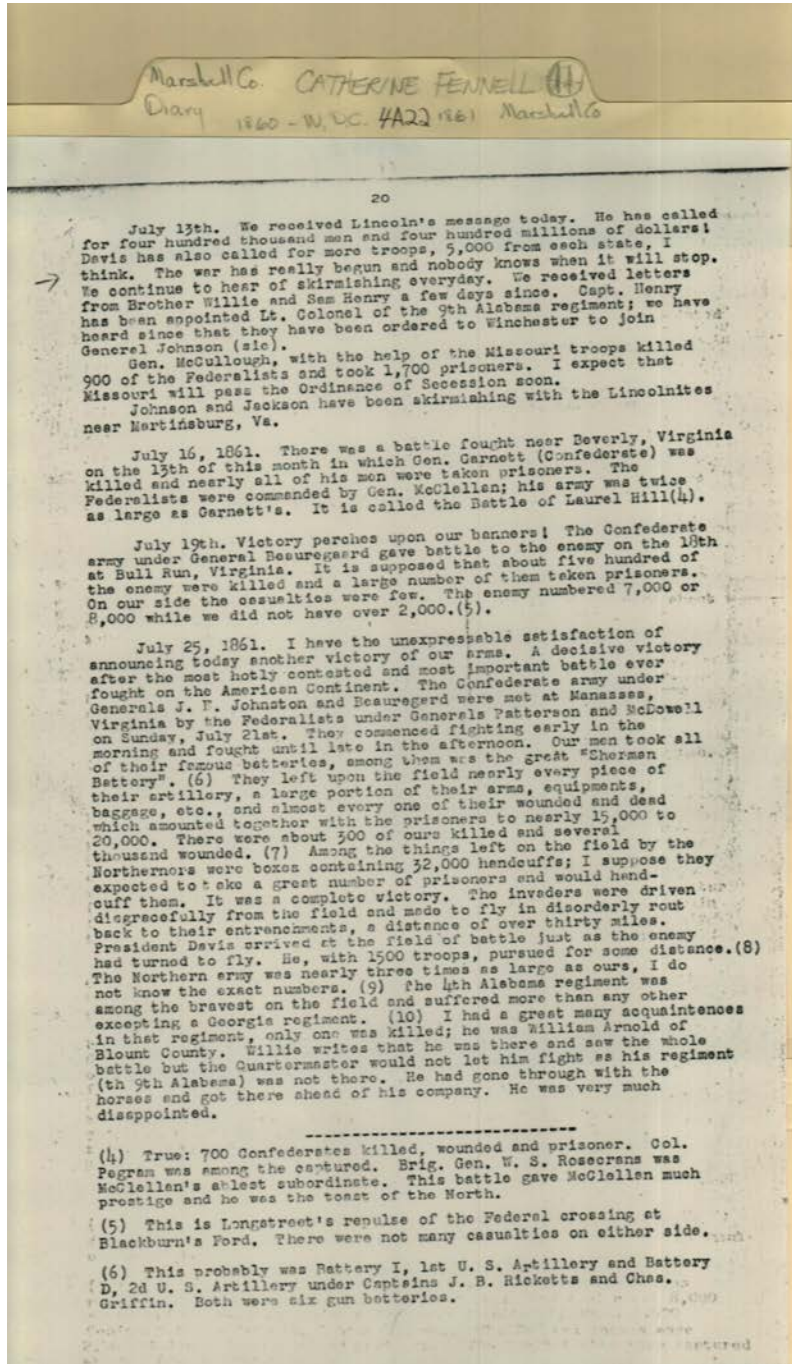 Marshall Co. CATHERINE FENNELL 11
Diary 1860 - 4A22 1861 Marshall Co
20
July 13th. We received Lincoln's message today. He has called
for four hundred thousand men and four hundred millions of dollars!
Davis has also called for more troops, 5,000 from each state, I
think. The war has really begun and nobody knows when it will stop.
We continue to hear of skirmishing everyday. We received letters
from Brother Willie and Sam Henry a few days since. Capt. Henry
has been appointed Lt. Colonel of the 9th Alabama regiment; we have
heard since that they have been ordered to Winchester to join
General Johnson (sic).
Gen. McCullough, with the help of the Missouri troops killed
900 of the Federalists and took 1,700 prisoners. I expect that
Missouri will pass the Ordinance of Secession soon.
Johnson and Jackson have been skirmishing with the Lincolnites
near Martinsburg, Va.
July 16, 1861. There was a battle fought near Beverly, Virginia
on the 13th of this month in which Gen. Garnett (Confederate) was
killed and nearly all of his men were taken prisoners. The
Federalists were commanded by Gen. McClellan; his army was twice
as large as Garnett's. It is called the Battle of Laurel Hill(4).
July 19th. Victory perches upon our banners! The Confederate
army under General Beauregaard gave battle to the enemy on the 18th
at Bull Run, Virginia. It is supposed that about five hundred of
the enemy were killed and a large number of them taken prisoners.
On our side the casualties were few. The enemy numbered 7,000 or
8,000 while we did not have over 2,000.(5).
July 25, 1861. I have the unexpressable satisfaction of
announcing today another victory of our arms. A decisive victory
after the most hotly contested and most important battle ever
fought on the American Continent. The Confederate army under
Generals J. E. Johnston and Beauregard were met at Manassas,
Virginia by the Federalists under Generals Patterson and McDowell
on Sunday, July 21st. They commenced fighting early in the
morning and fought until late in the afternoon. Our men took all
of their famous batteries, among them was the great "Sherman
Battery". (6) They left upon the field nearly every piece of
their artillery, a large portion of their arms, equipments,
baggage, etc., and almost every one of their wounded and dead
which amounted together with the prisoners to nearly 15,000 to
20,000. There were about 300 of ours killed and several
thousand wounded. (7) Among the things left on the field by the
Northerners were boxes containing 32,000 handcuffs; I suppose they
expected to take a great number of prisoners and would hand-
cuff them. It was a complete victory. The invaders were driven
disgracefully from the field and made to fly in disorderly rout
back to their entrenchments, a distance of over thirty miles.
President Davis arrived at the field of battle just as the enemy
had turned to fly. He, with 1500 troops, pursued for some distance.(8)
The Northern army was nearly three times as large as ours, I do
not know the exact numbers. (9) The 4th Alabama regiment was
among the bravest on the field and suffered more than any other
excepting a Georgia regiment. (10) I had a great many acquaintences
in that regiment, only one was killed; he was William Arnold of
Blount County. Willie writes that he was there and saw the whole
battle but the Quartermaster would not let him fight as his regiment
(th 9th Alabama) was not there. He had gone through with the
horses and got there ahead of his company. He was very much
disappointed.
(4) True: 700 Confederates killed, wounded and prisoner. Col.
Pegram was among the captured. Brig. Gen. W. S. Rosecrans was
McClellan's ablest subordinate. This battle gave McClellan much
prestige and he was the toast of the North.
(5) This is Longstreet's repulse of the Federal crossing at
Blackburn's Ford. There were not many casualties on either side.
(6) This probably was Battery I, 1st U. S. Artillery and Battery
D, 2d U. S. Artillery under Captains J. B. Ricketts and Chas.
Griffin. Both were six gun batteries.